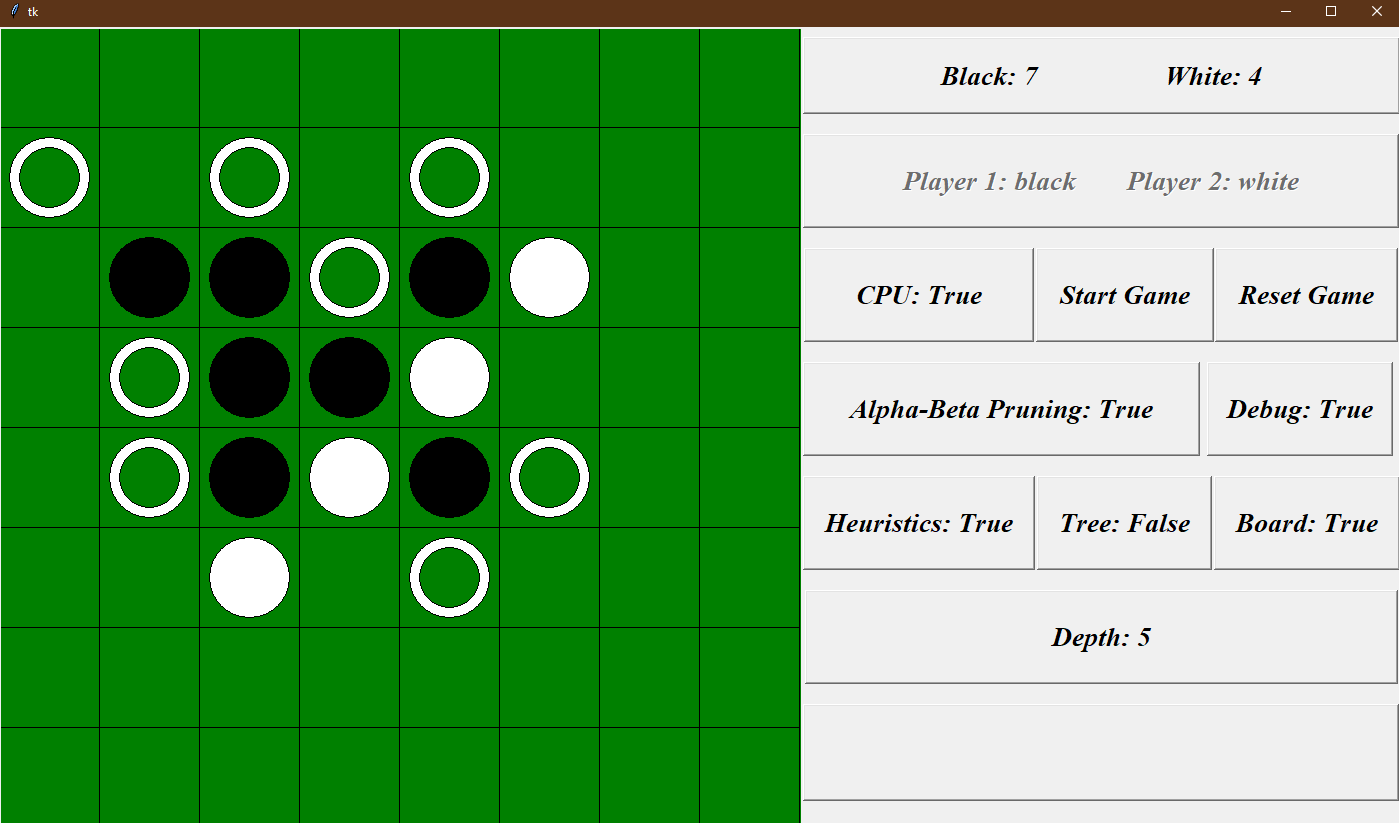 tk
Black: 7 White: 4
Player 1: black Player 2: white
CPU: True Start Game Reset Game
Alpha-Beta Pruning: True Debug: True
Heuristics: True Tree: False Board: True
Depth: 5